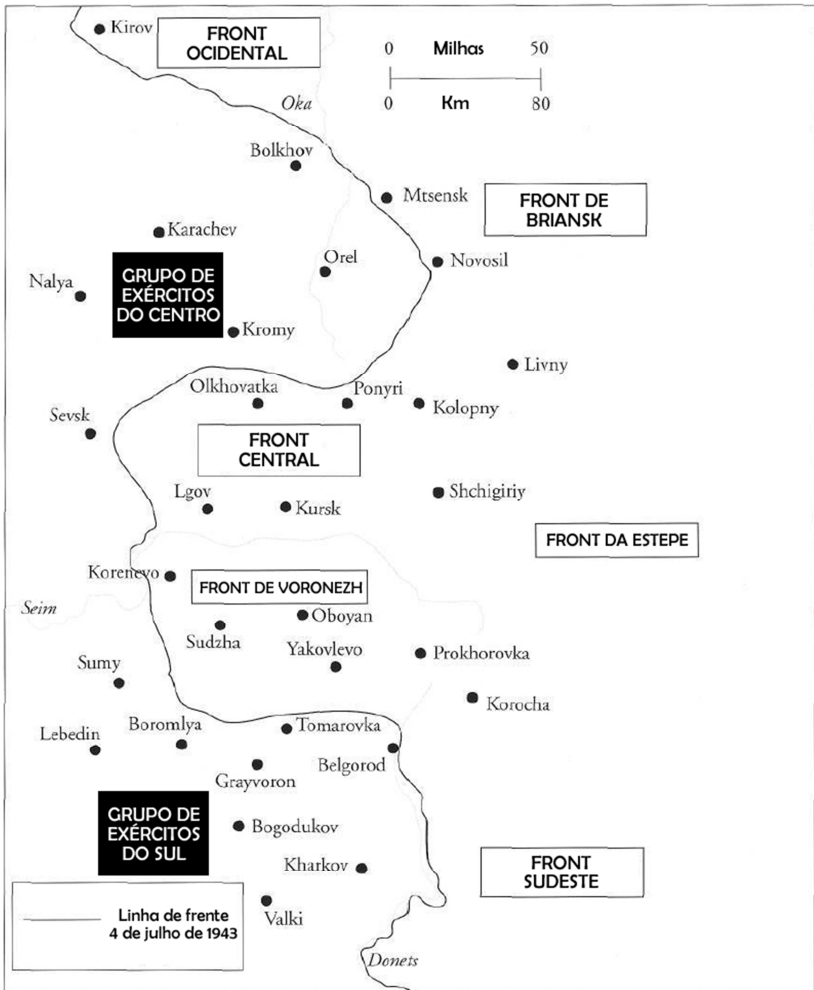 Kirov
FRONT
OCIDENTAL
0 Milhas 50
0 Km 80
Oka
Bolkhov
Mtsensk
FRONT DE
BRIANSK
Karachev
Orel
Novosil
GRUPO DE
EXÉRCITOS
DO CENTRO
Nalya
Kromy
Livny
Olkhovatka
Ponyri
Kolopny
Sevsk
FRONT
CENTRAL
Lgov
Kursk
Shchigiriy
FRONT DA ESTEPE
Korenevo
FRONT DE VORONEZH
Seim
Oboyan
Sudzha
Yakovlevo
Prokhorovka
Sumy
Korocha
Lebedin
Boromlya
Tomarovka
Belgorod
Grayvoron
GRUPO DE
EXÉRCITOS
DO SUL
Bogodukov
Kharkov
FRONT
SUDESTE
Valki
Linha de frente
4 de julho de 1943
Donets